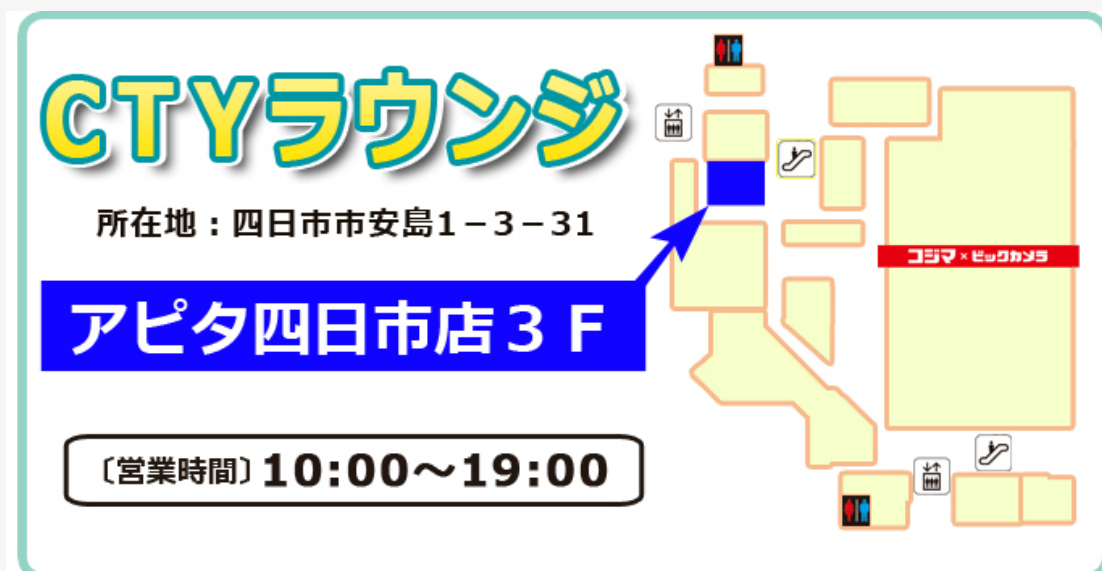 CTYラウンジ
所在地：四日市市安島1－3－31
アピタ四日市店３Ｆ
〔営業時間〕10:00～19:00
コジマ×ビックカメラ